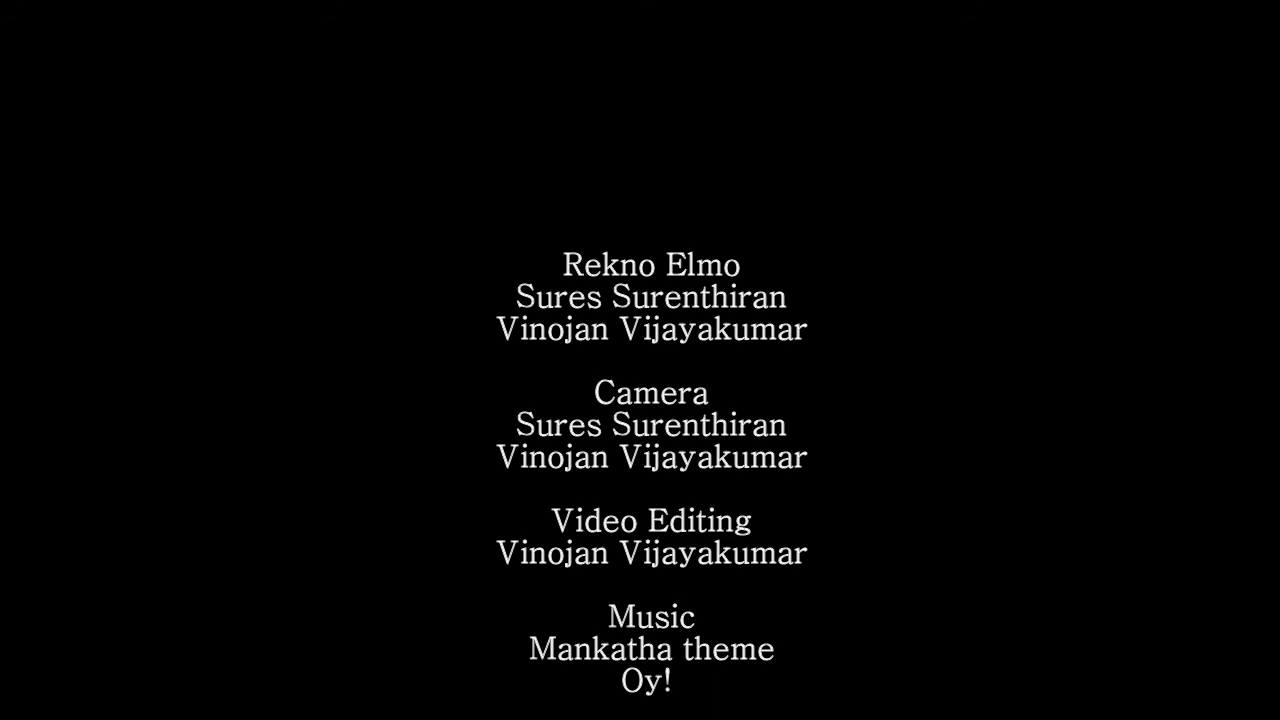 Rekno Elmo
Sures Surenthiran
Vinojan Vijayakumar
Camera
Sures Surenthiran
Vinojan Vijayakumar
Video Editing
Vinojan Vijayakumar
Music
Mankatha theme
Oy!